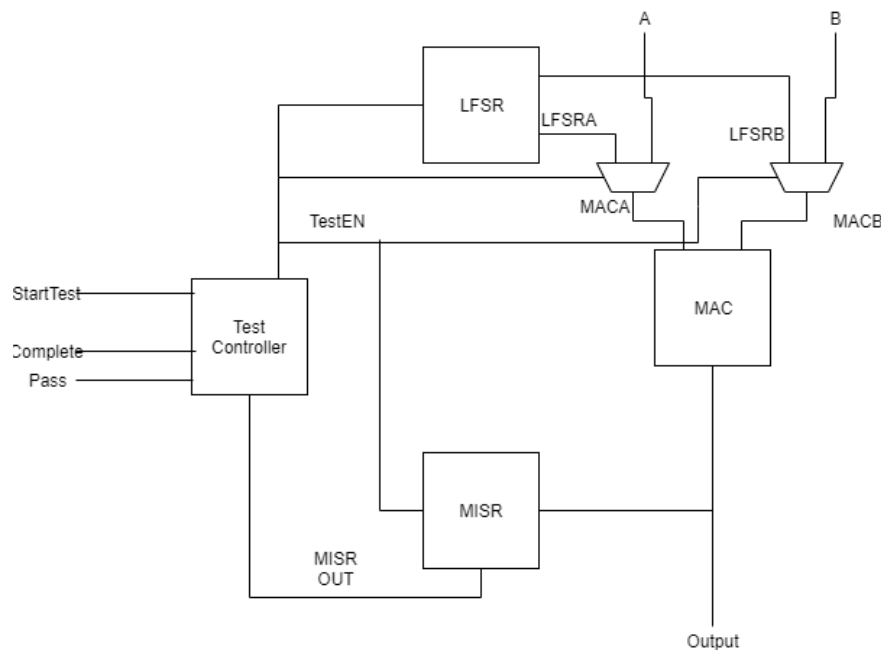 A
B
LFSR
LFSRA
LFSRB
MACA
MACB
TestEN
StartTest
Test
Controller
MAC
Complete
Pass
MISR
MISR
OUT
Output